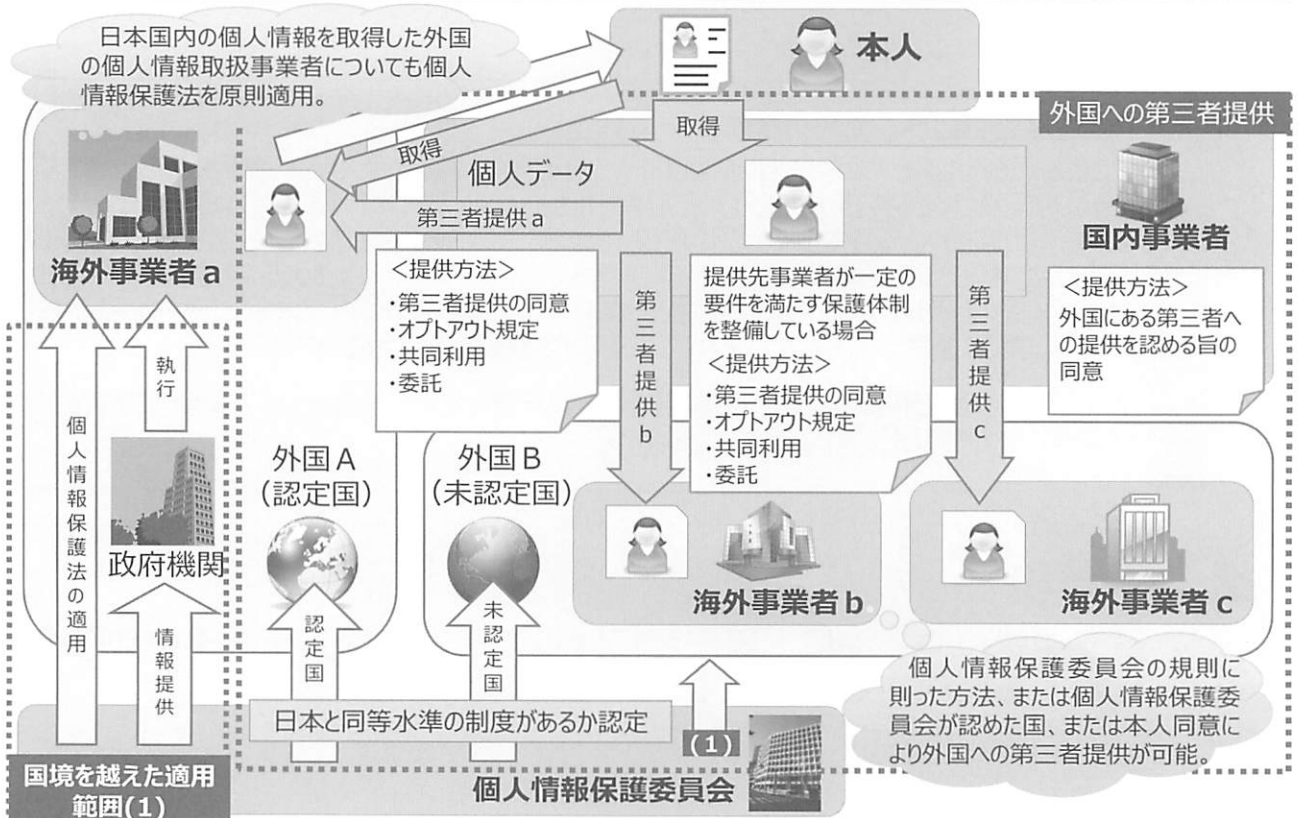 日本国内の個人情報を取得した外国
の個人情報取扱事業者についても個人
情報保護法を原則適用。
本人
外国への第三者提供
取得
取得
個人データ
第三者提供a
海外事業者a
国内事業者
<提供方法>
・第三者提供の同意
・オプトアウト規定
・共同利用
・委託
第三者提供b
提供先事業者が一定の
要件を満たす保護体制
を整備している場合
<提供方法>
・第三者提供の同意
・オプトアウト規定
・共同利用
・委託
第三者提供c
<提供方法>
外国にある第三者へ
の提供を認める旨の
同意
執行
個人情報保護法の適用
政府機関
情報提供
外国A
(認定国)
外国B
(未認定国)
海外事業者b
海外事業者c
認定国
未認定国
日本と同等水準の制度があるか認定
(1)
個人情報保護委員会の規則に
則った方法、または個人情報保護委
員会が認めた国、または本人同意に
より外国への第三者提供が可能。
国境を越えた適用
範囲(1)
個人情報保護委員会